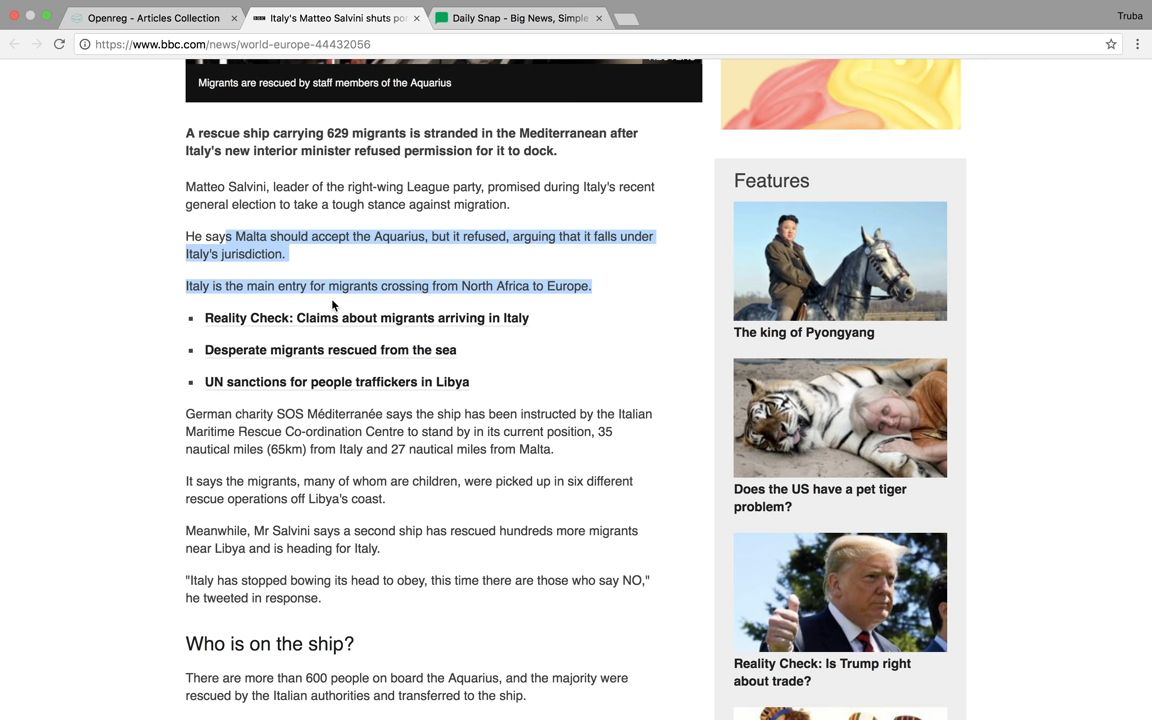 Openreg - Articles Collection
Italy's Matteo Salvini shuts por
Daily Snap - Big News, Simple
Truba
https://www.bbc.com/news/world-europe-44432056
Migrants are rescued by staff members of the Aquarius
A rescue ship carrying 629 migrants is stranded in the Mediterranean after
Italy's new interior minister refused permission for it to dock.
Matteo Salvini, leader of the right-wing League party, promised during Italy's recent
general election to take a tough stance against migration.
He says Malta should accept the Aquarius, but it refused, arguing that it falls under
Italy's jurisdiction.
Italy is the main entry for migrants crossing from North Africa to Europe.
Reality Check: Claims about migrants arriving in Italy
Desperate migrants rescued from the sea
UN sanctions for people traffickers in Libya
German charity SOS Méditerranée says the ship has been instructed by the Italian
Maritime Rescue Co-ordination Centre to stand by in its current position, 35
nautical miles (65km) from Italy and 27 nautical miles from Malta.
It says the migrants, many of whom are children, were picked up in six different
rescue operations off Libya's coast.
Meanwhile, Mr Salvini says a second ship has rescued hundreds more migrants
near Libya and is heading for Italy.
"Italy has stopped bowing its head to obey, this time there are those who say NO,"
he tweeted in response.
Who is on the ship?
There are more than 600 people on board the Aquarius, and the majority were
rescued by the Italian authorities and transferred to the ship.
Features
The king of Pyongyang
Does the US have a pet tiger
problem?
Reality Check: Is Trump right
about trade?